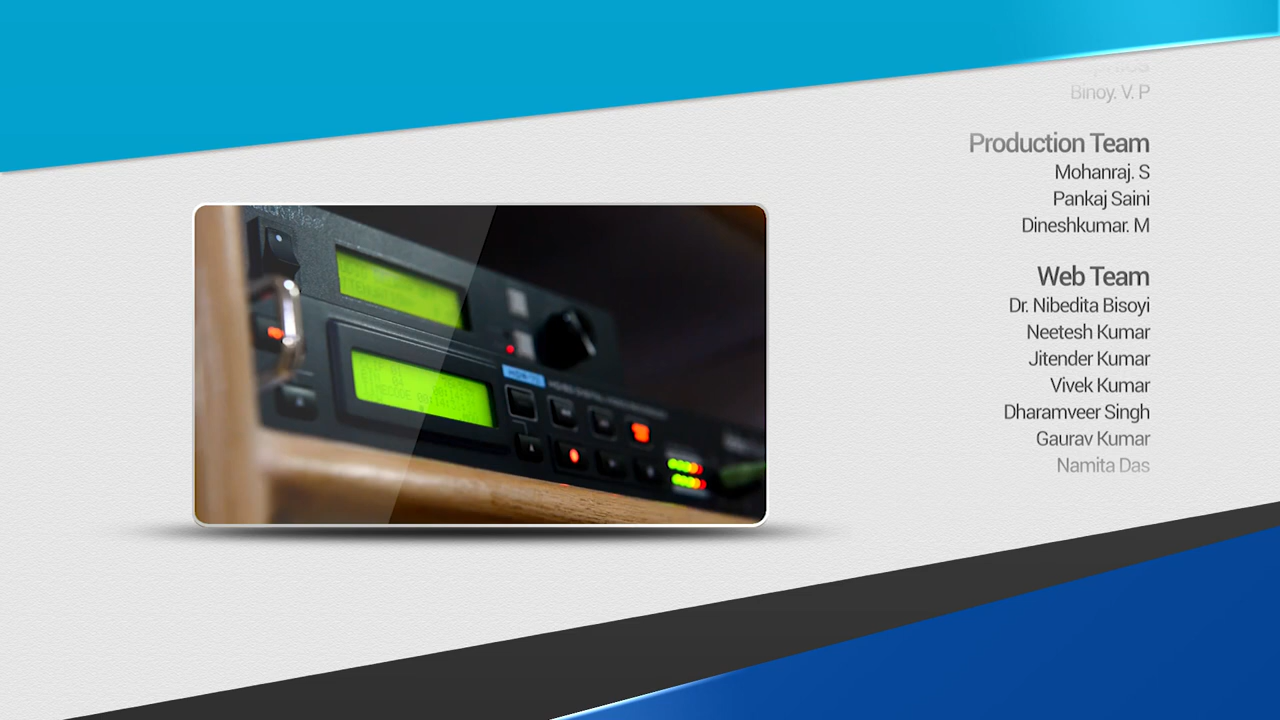 Binoy. V. P
Production Team
Mohanraj. S
Pankaj Saini
Dineshkumar. M
Web Team
Dr. Nibedita Bisoyi
Neetesh Kumar
Jitender Kumar
Vivek Kumar
Dharamveer Singh
Gaurav Kumar
Namita Das